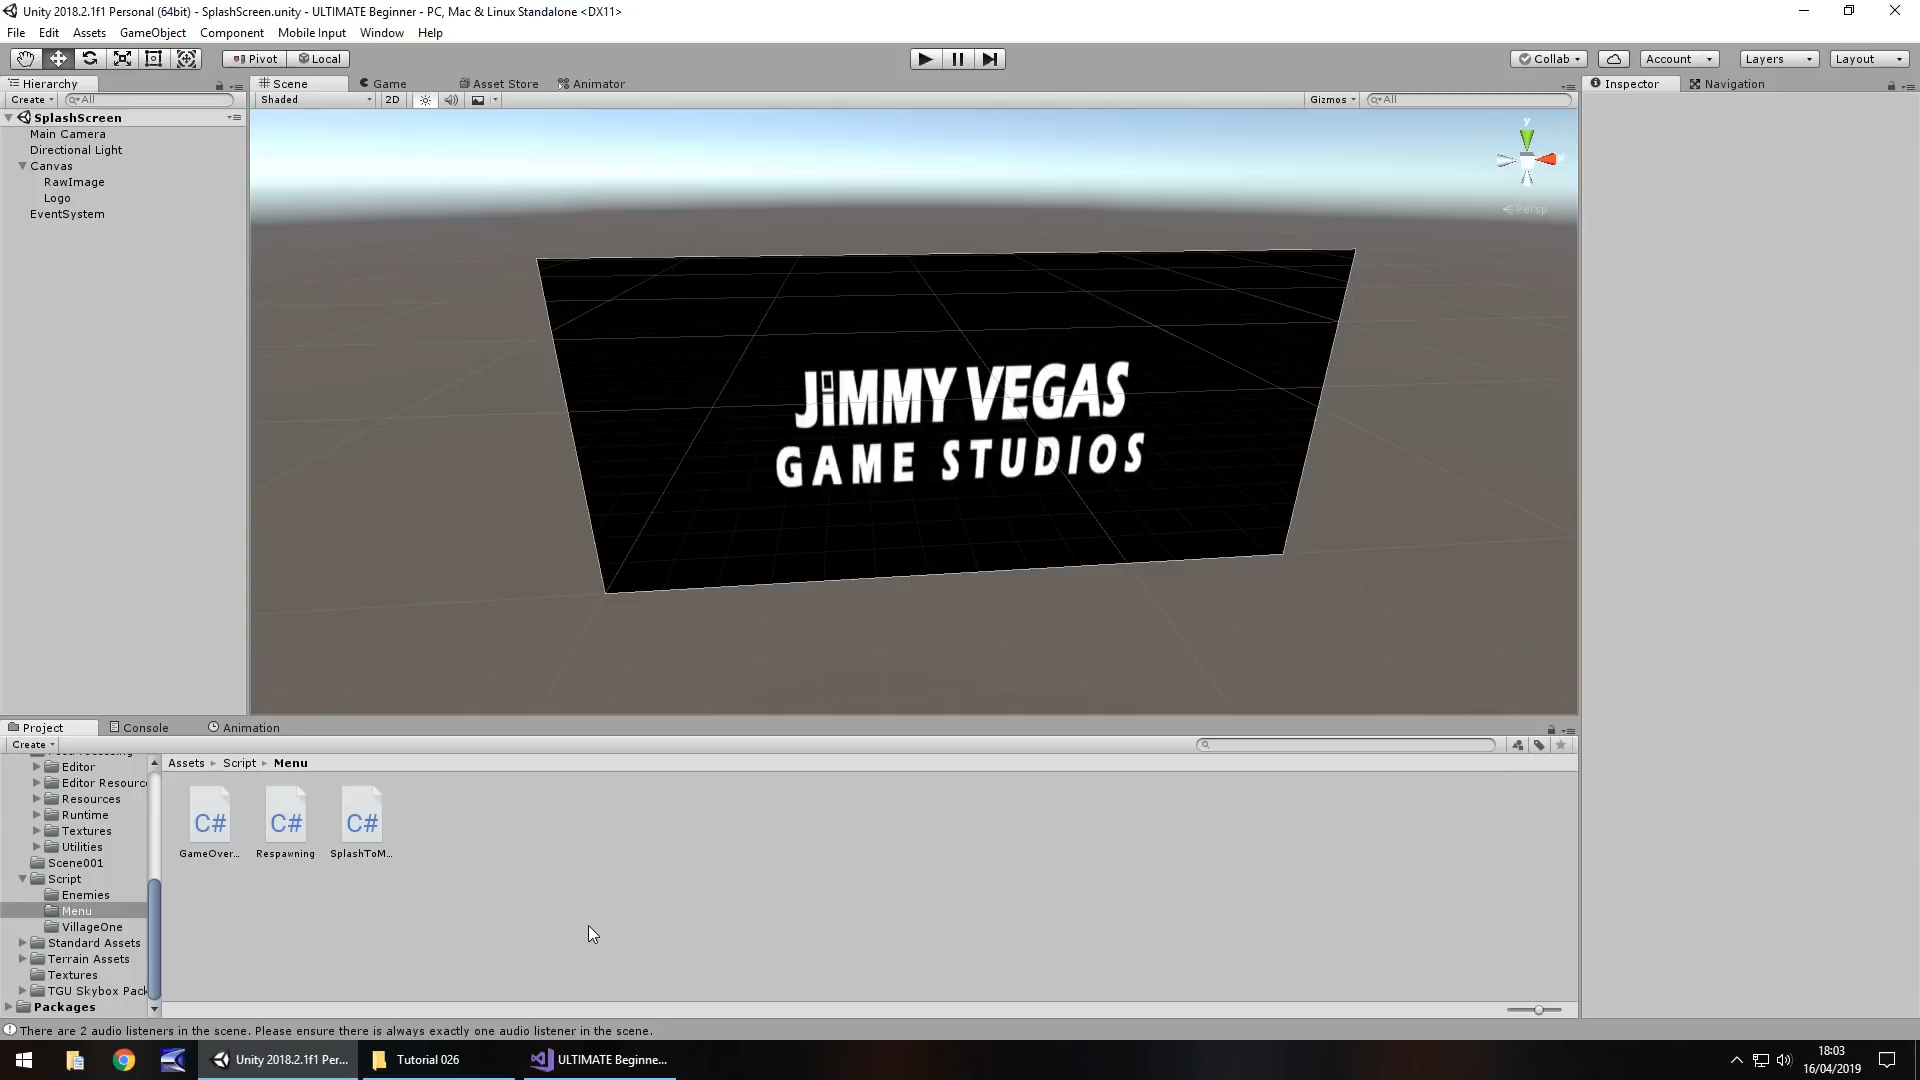 Unity 2018.2.1f1 Personal (64bit) - SplashScreen.unity - ULTIMATE Beginner - PC, Mac & Linux Standalone <DX11>
File Edit Assets GameObject Component Mobile Input Window Help
Pivot Local Collab Account Layers Layout
Hierarchy Scene Game Asset Store Animator Inspector Navigation
Create All Shaded 2D Gizmos All
SplashScreen
Main Camera
Directional Light
Canvas
RawImage
Logo
EventSystem
y
Persp
JIMMY VEGAS
GAME STUDIOS
Project Console Animation
Create
Assets Script Menu
Editor
Editor Resourc
Resources
Runtime
Textures
Utilities
Scene001
Script
Enemies
Menu
VillageOne
Standard Assets
Terrain Assets
Textures
TGU Skybox Pack
Packages
C# C# C#
GameOver... Respawning SplashToM...
There are 2 audio listeners in the scene. Please ensure there is always exactly one audio listener in the scene.
Unity 2018.2.1f1 Per... Tutorial 026 ULTIMATE Beginne...
18:03
16/04/2019